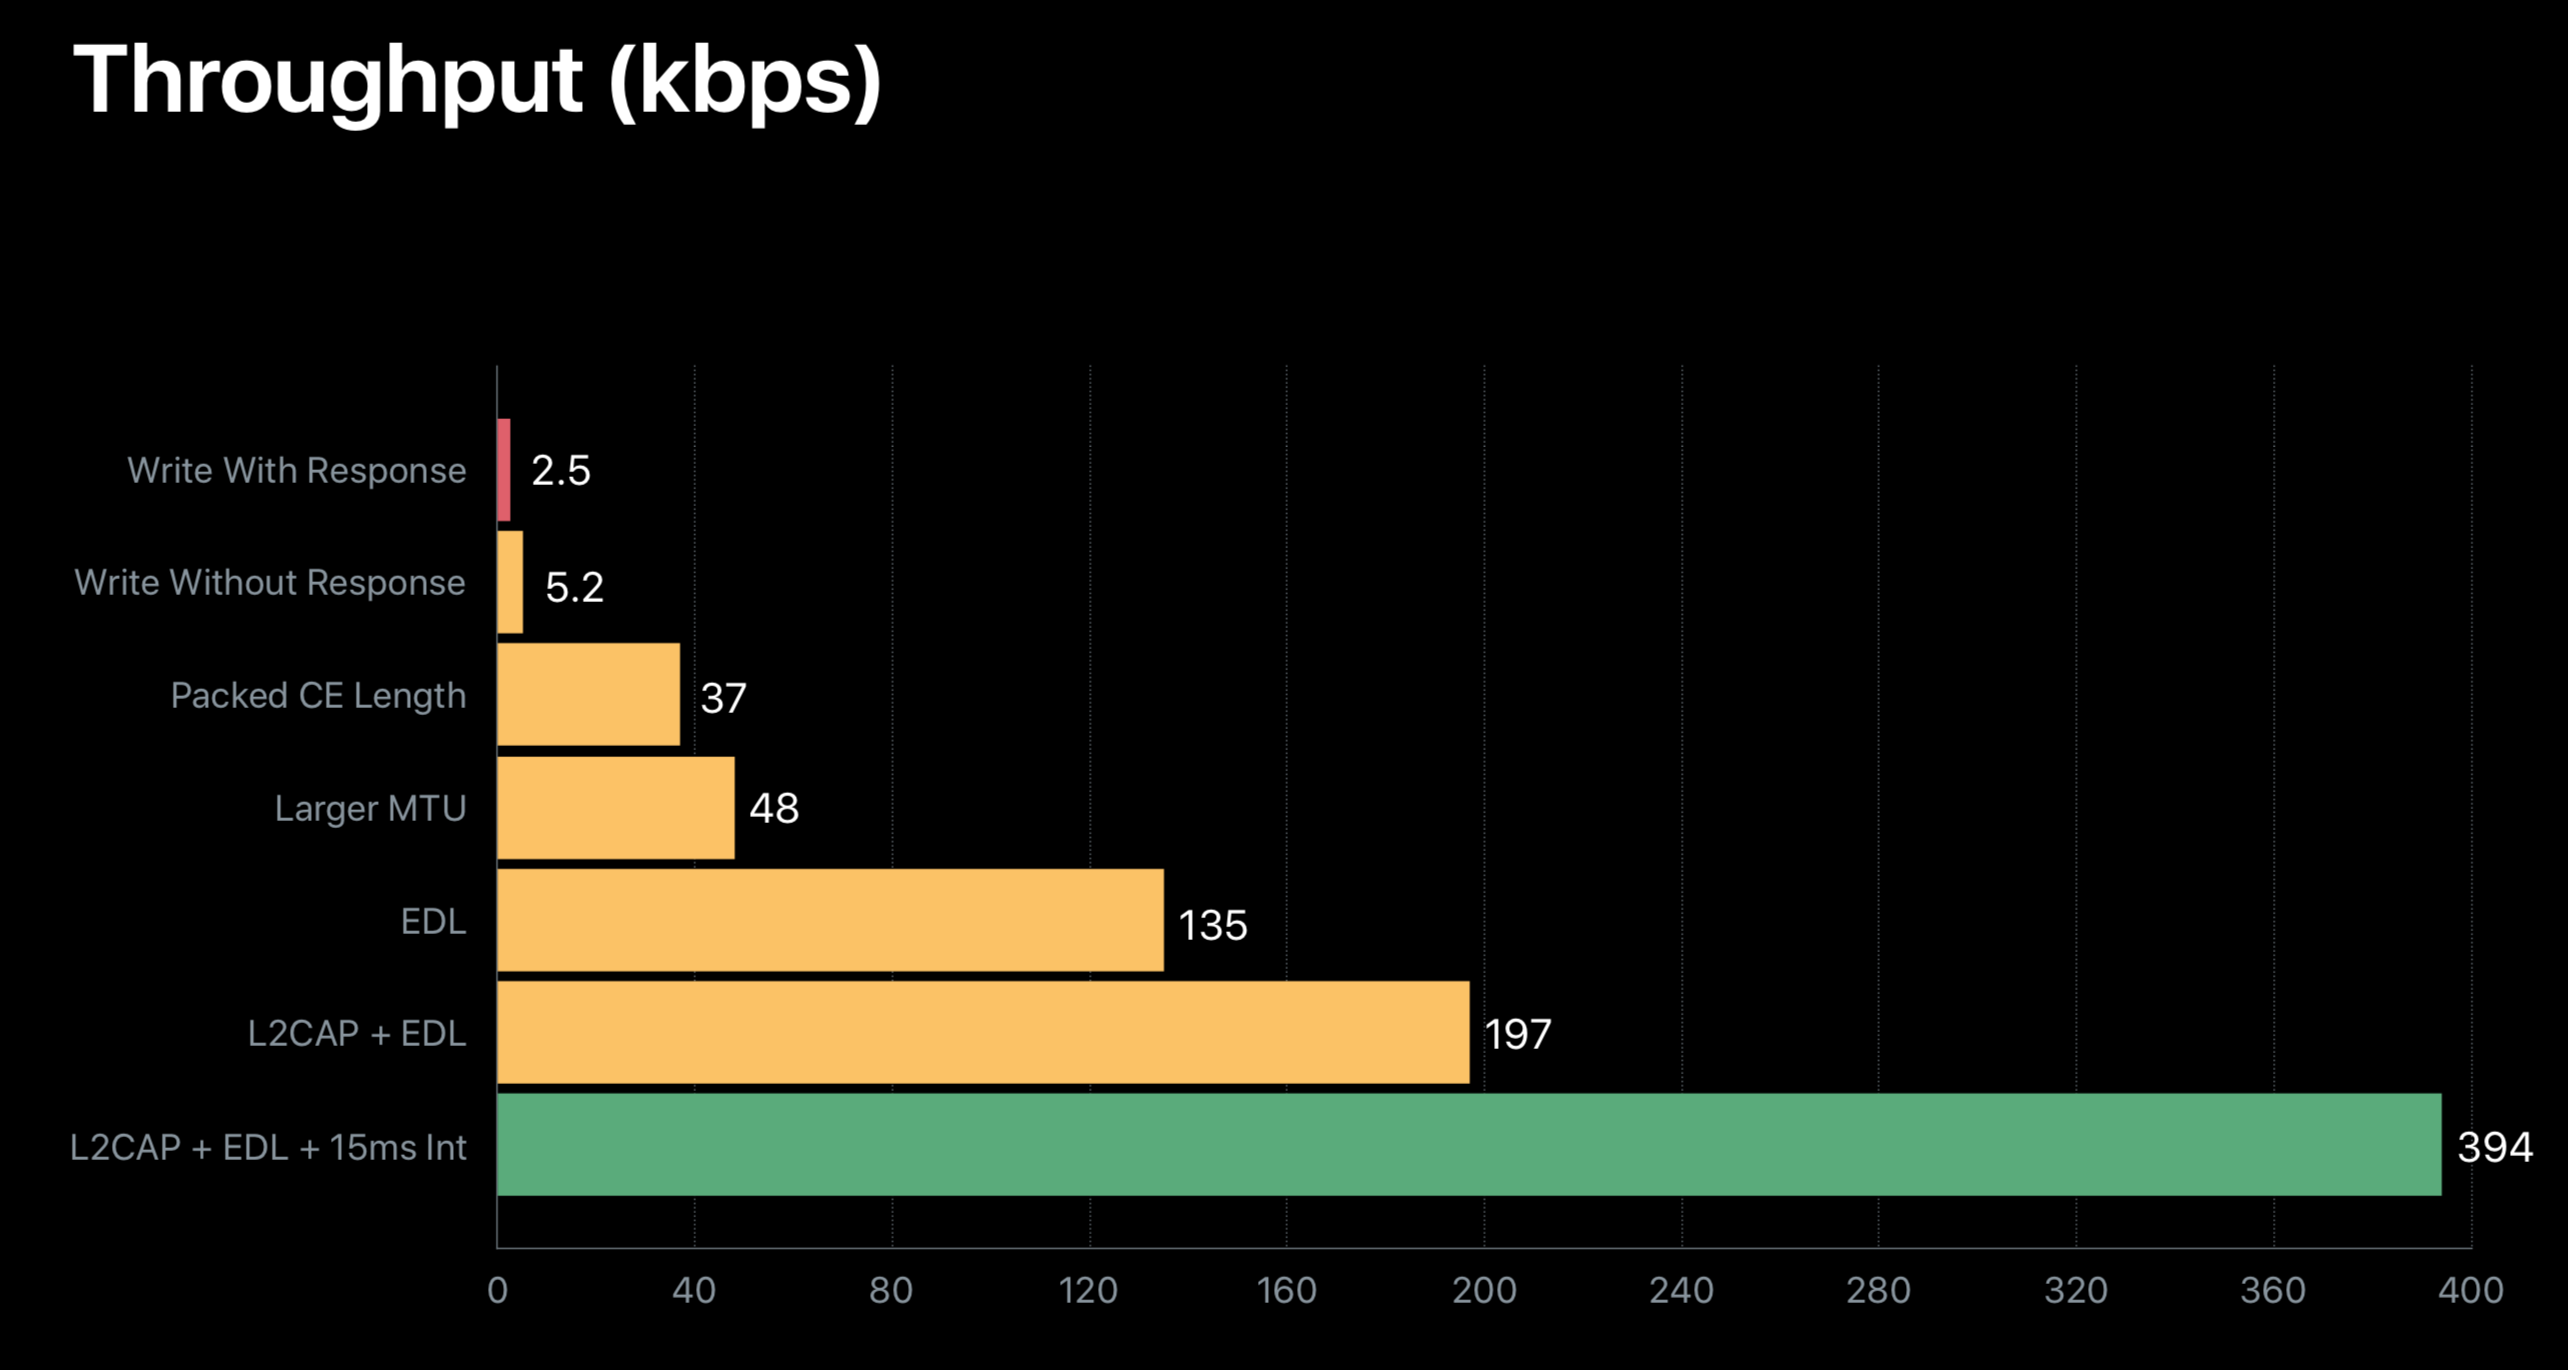 Throughput (kbps)
Write With Response 2.5
Write Without Response 5.2
Packed CE Length 37
Larger MTU 48
EDL 135
L2CAP + EDL 197
L2CAP + EDL + 15ms Int 394
0 40 80 120 160 200 240 280 320 360 400